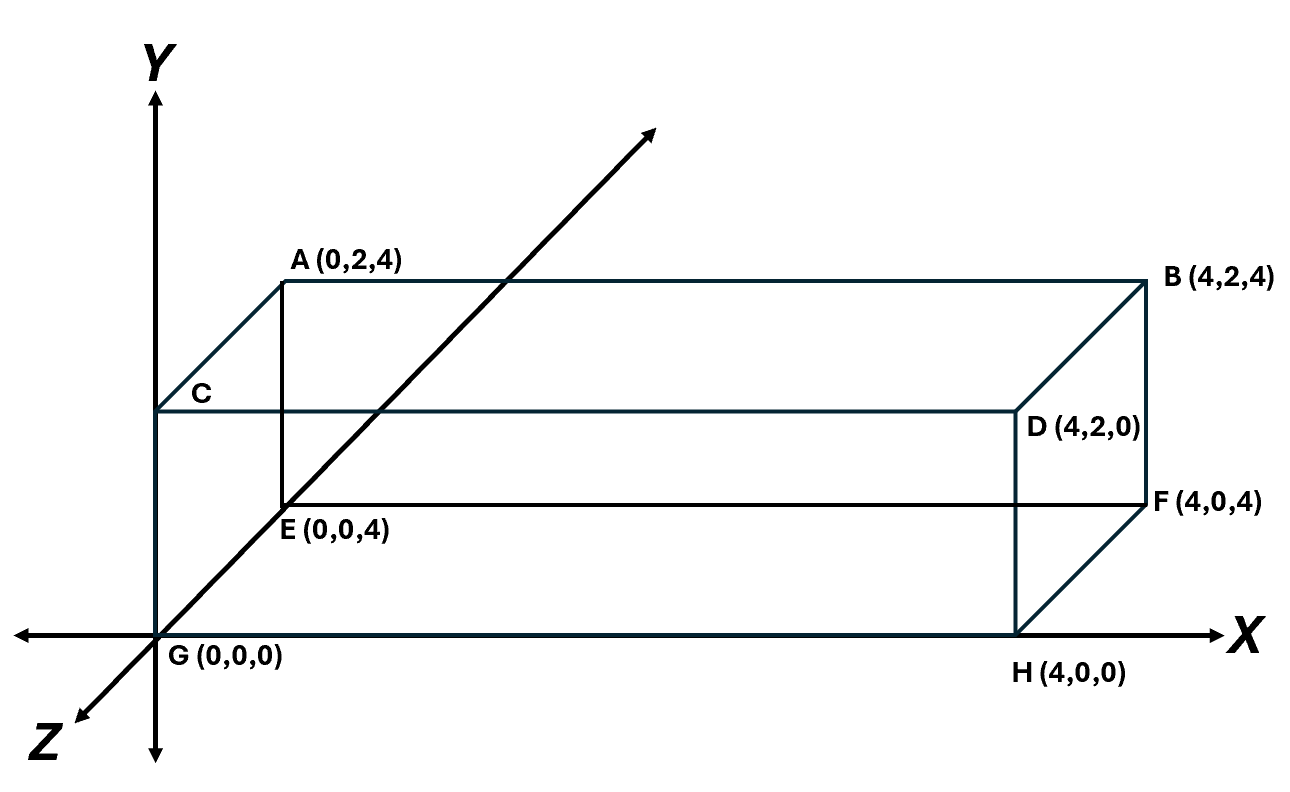 Y
A (0,2,4)
B (4,2,4)
C
D (4,2,0)
F (4,0,4)
E (0,0,4)
X
G (0,0,0)
H (4,0,0)
Z